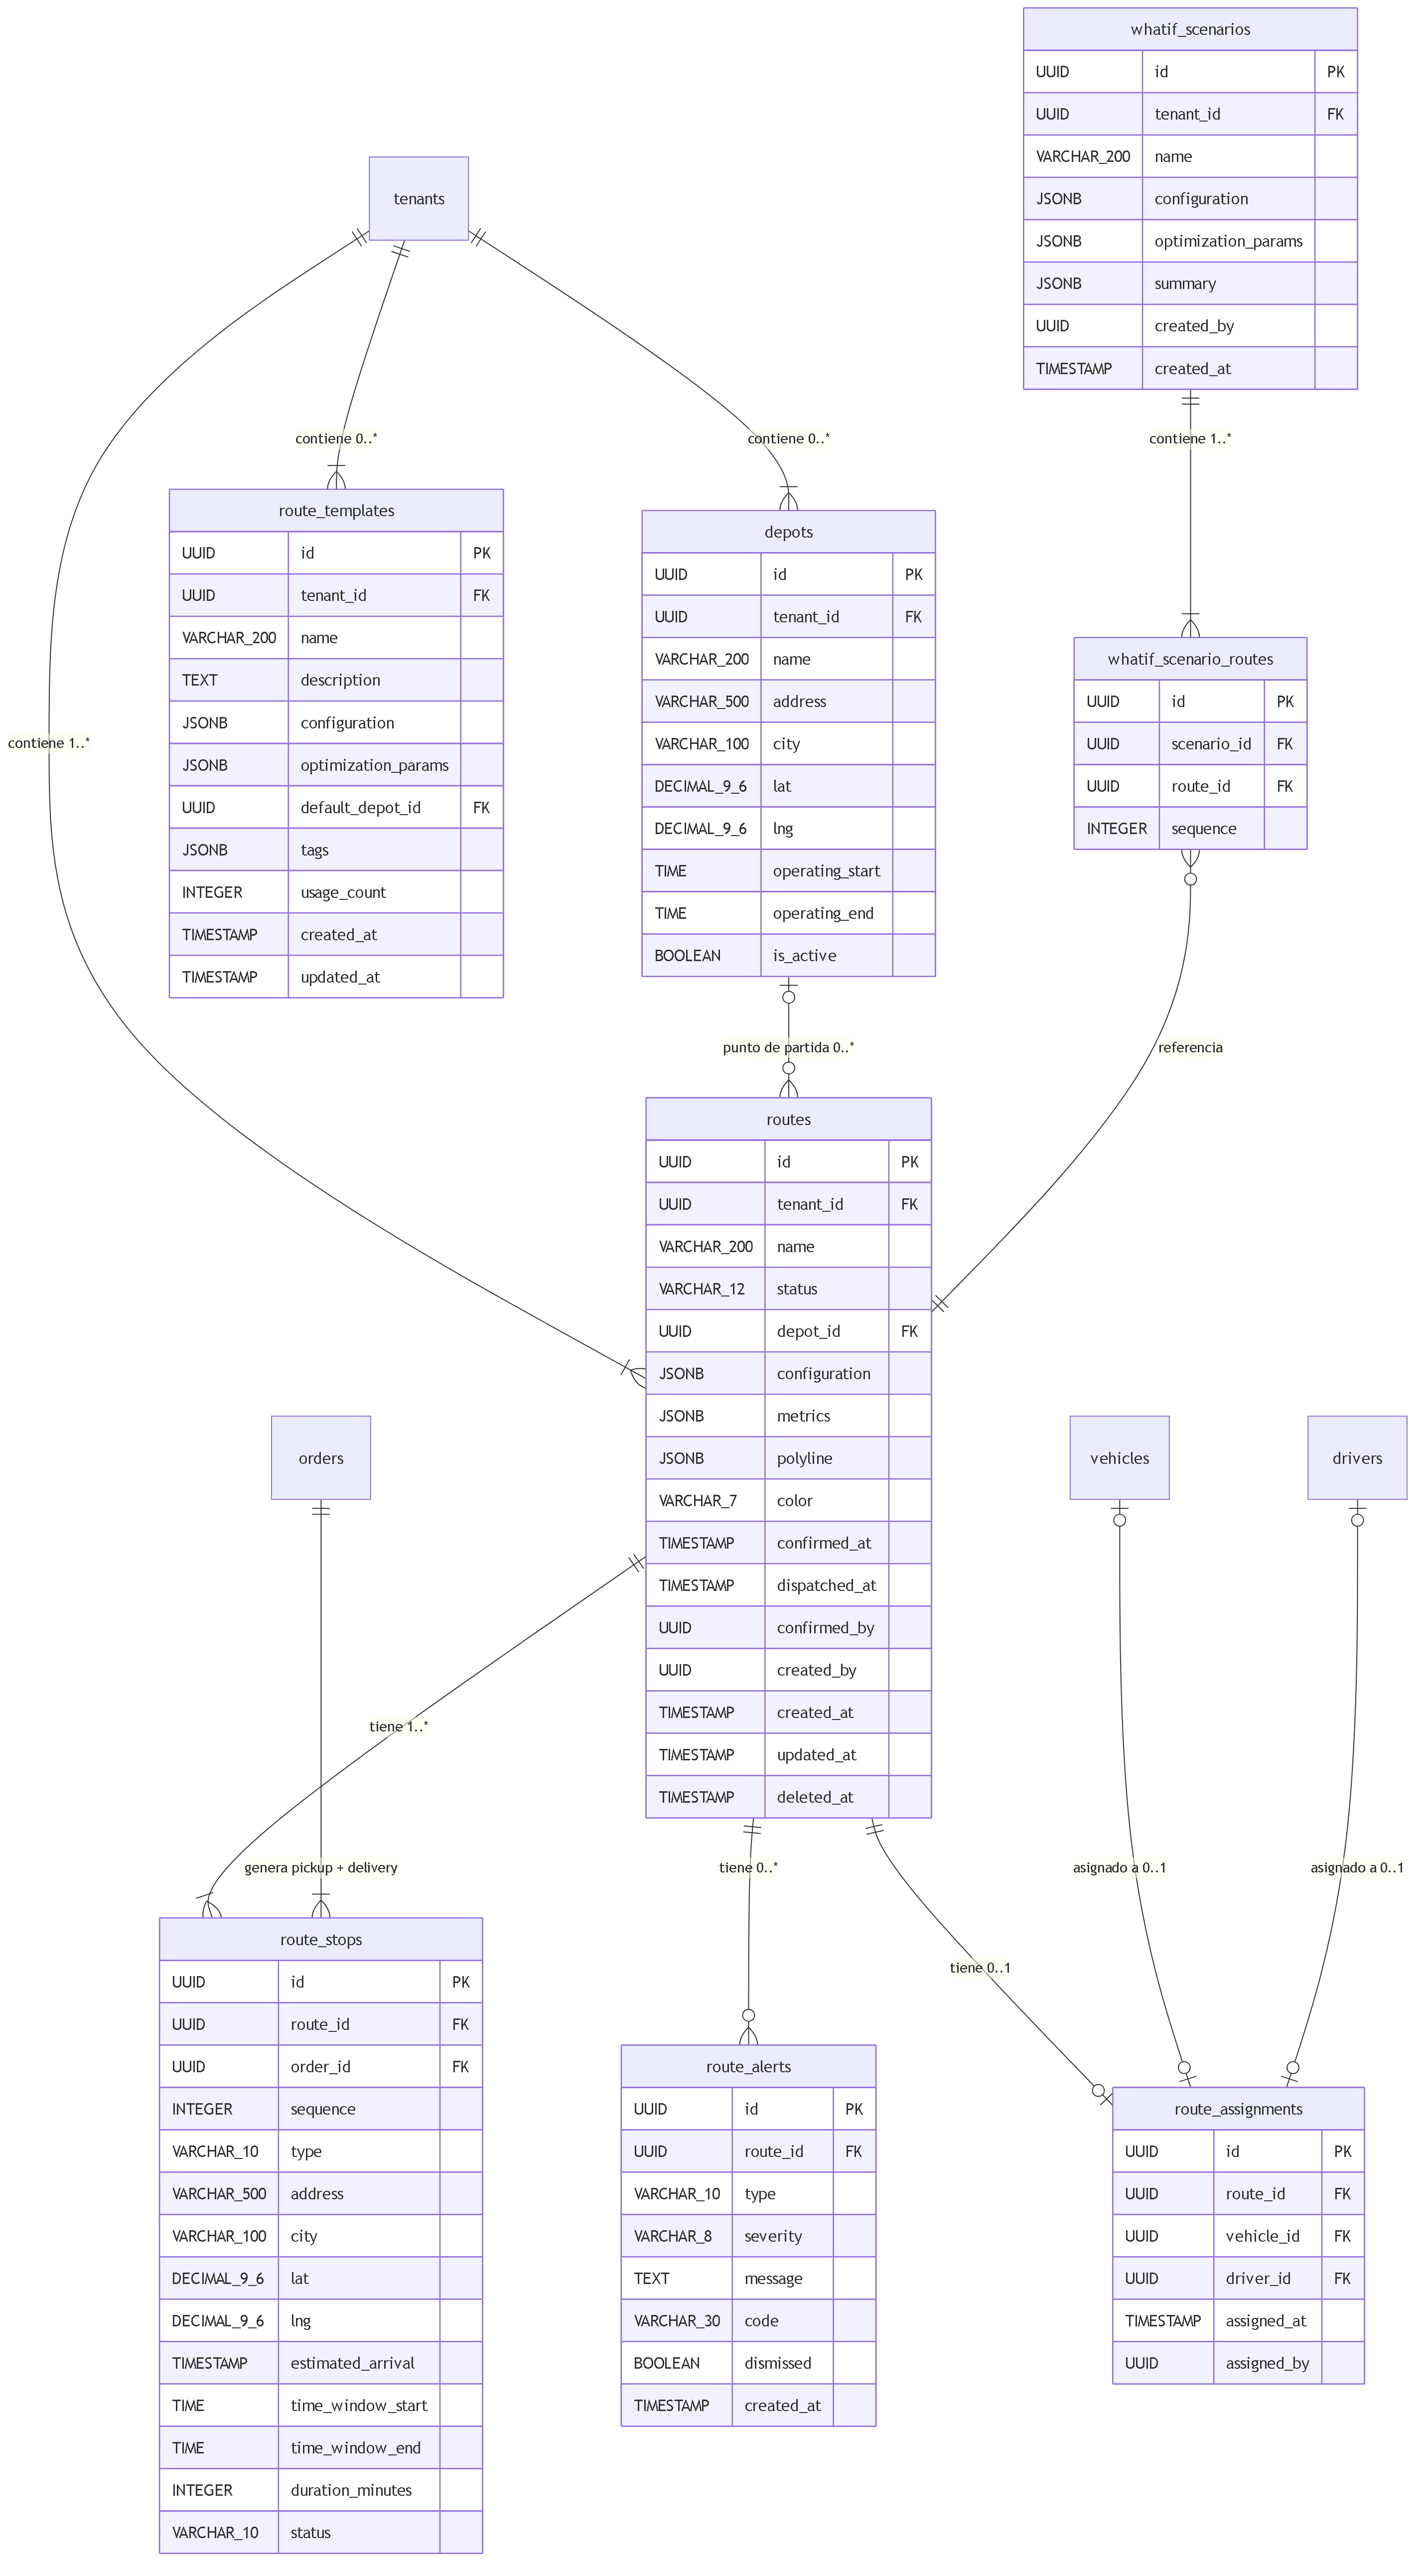 whatif_scenarios
UUID id PK
UUID tenant_id FK
VARCHAR_200 name
JSONB configuration
JSONB optimization_params
JSONB summary
UUID created_by
TIMESTAMP created_at
tenants
contiene 0..*
contiene 0..*
contiene 1..*
route_templates
UUID id PK
UUID tenant_id FK
VARCHAR_200 name
TEXT description
JSONB configuration
JSONB optimization_params
UUID default_depot_id FK
JSONB tags
INTEGER usage_count
TIMESTAMP created_at
TIMESTAMP updated_at
depots
UUID id PK
UUID tenant_id FK
VARCHAR_200 name
VARCHAR_500 address
VARCHAR_100 city
DECIMAL_9_6 lat
DECIMAL_9_6 lng
TIME operating_start
TIME operating_end
BOOLEAN is_active
whatif_scenario_routes
UUID id PK
UUID scenario_id FK
UUID route_id FK
INTEGER sequence
contiene 1..*
punto de partida 0..*
referencia
routes
UUID id PK
UUID tenant_id FK
VARCHAR_200 name
VARCHAR_12 status
UUID depot_id FK
JSONB configuration
JSONB metrics
JSONB polyline
VARCHAR_7 color
TIMESTAMP confirmed_at
TIMESTAMP dispatched_at
UUID confirmed_by
UUID created_by
TIMESTAMP created_at
TIMESTAMP updated_at
TIMESTAMP deleted_at
orders
vehicles
drivers
tiene 1..*
genera pickup + delivery
tiene 0..*
asignado a 0..1
asignado a 0..1
tiene 0..1
route_stops
UUID id PK
UUID route_id FK
UUID order_id FK
INTEGER sequence
VARCHAR_10 type
VARCHAR_500 address
VARCHAR_100 city
DECIMAL_9_6 lat
DECIMAL_9_6 lng
TIMESTAMP estimated_arrival
TIME time_window_start
TIME time_window_end
INTEGER duration_minutes
VARCHAR_10 status
route_alerts
UUID id PK
UUID route_id FK
VARCHAR_10 type
VARCHAR_8 severity
TEXT message
VARCHAR_30 code
BOOLEAN dismissed
TIMESTAMP created_at
route_assignments
UUID id PK
UUID route_id FK
UUID vehicle_id FK
UUID driver_id FK
TIMESTAMP assigned_at
UUID assigned_by